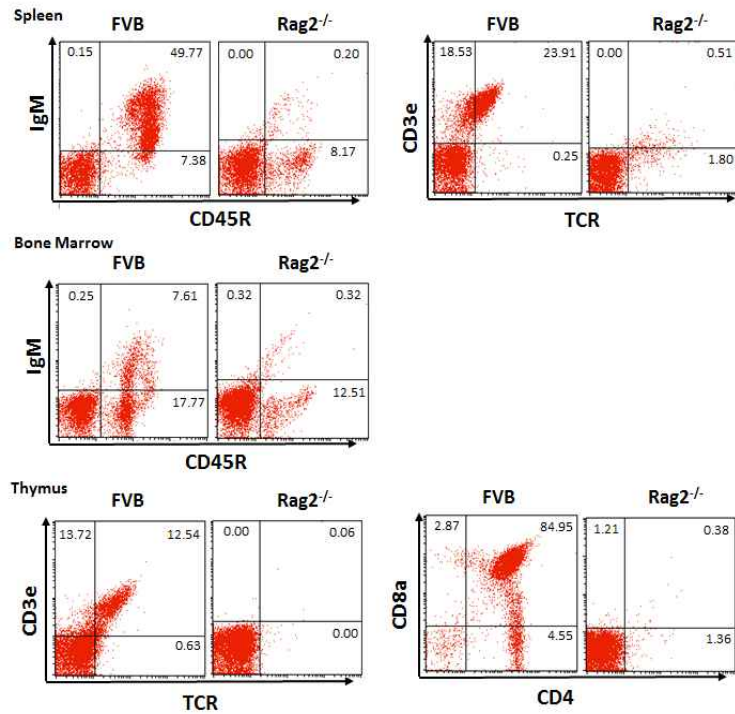 Spleen
FVB Rag2-/-
FVB Rag2-/-
0.15 49.77 0.00 0.20
18.53 23.91 0.00 0.51
IgM
CD3e
7.38 8.17
0.25 1.80
CD45R
TCR
Bone Marrow
FVB Rag2-/-
0.25 7.61 0.32 0.32
IgM
17.77 12.51
CD45R
Thymus
FVB Rag2-/-
FVB Rag2-/-
13.72 12.54 0.00 0.06
2.87 84.95 1.21 0.38
CD3e
CD8a
0.63 0.00
4.55 1.36
TCR
CD4